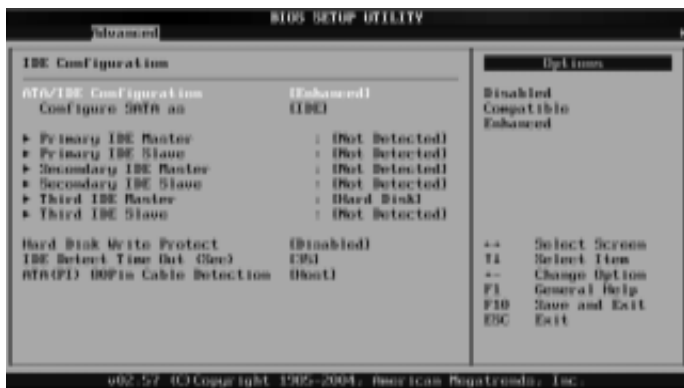 BIOS SETUP UTILITY
Advanced
IDE Configuration
Options
ATA/IDE Configuration [Enhanced]
Configure SATA as [IDE]
Disabled
Compatible
Enhanced
► Primary IDE Master : [Not Detected]
► Primary IDE Slave : [Not Detected]
► Secondary IDE Master : [Not Detected]
► Secondary IDE Slave : [Not Detected]
► Third IDE Master : [Hard Disk]
► Third IDE Slave : [Not Detected]
Hard Disk Write Protect [Disabled]
IDE Detect Time Out (Sec) [35]
ATA(PI) 80Pin Cable Detection [Host]
↔ Select Screen
↑↓ Select Item
+- Change Option
F1 General Help
F10 Save and Exit
ESC Exit
v02.57 (C)Copyright 1985-2004, American Megatrends, Inc.